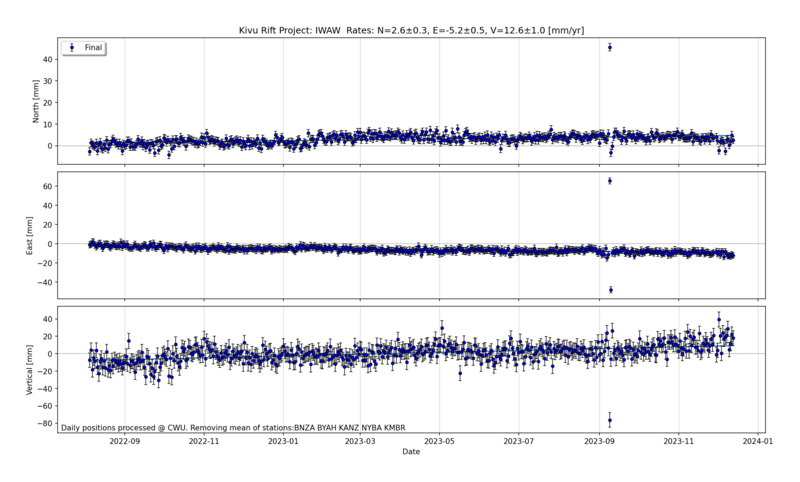 Kivu Rift Project: IWAW  Rates: N=2.6±0.3, E=-5.2±0.5, V=12.6±1.0 [mm/yr]
Final
North [mm]
40
30
20
10
0
East [mm]
60
40
20
0
−20
−40
Vertical [mm]
40
20
0
−20
−40
−60
−80
Daily positions processed @ CWU. Removing mean of stations:BNZA BYAH KANZ NYBA KMBR
2022-09 2022-11 2023-01 2023-03 2023-05 2023-07 2023-09 2023-11 2024-01
Date